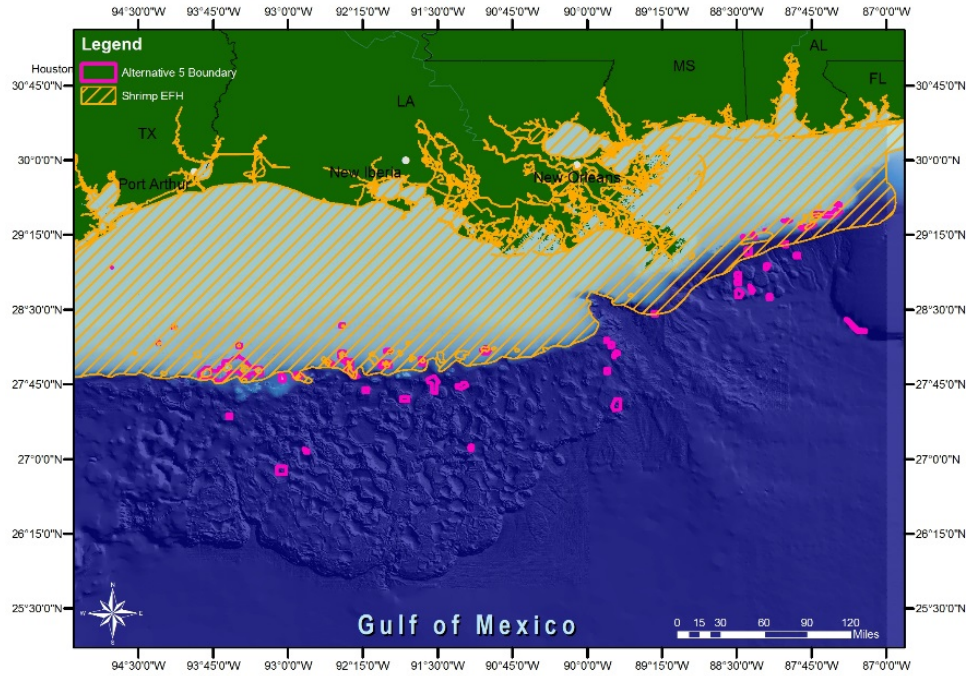 94°30'0"W 93°45'0"W 93°0'0"W 92°15'0"W 91°30'0"W 90°45'0"W 90°0'0"W 89°15'0"W 88°30'0"W 87°45'0"W 87°0'0"W
Legend
Alternative 5 Boundary
Shrimp EFH
Houston
AL
MS
FL
LA
TX
30°45'0"N 30°45'0"N
30°0'0"N 30°0'0"N
New Iberia
Port Arthur
New Orleans
29°15'0"N 29°15'0"N
28°30'0"N 28°30'0"N
27°45'0"N 27°45'0"N
27°0'0"N 27°0'0"N
26°15'0"N 26°15'0"N
25°30'0"N 25°30'0"N
N
W E
S
Gulf of Mexico
0 15 30 60 90 120
Miles
94°30'0"W 93°45'0"W 93°0'0"W 92°15'0"W 91°30'0"W 90°45'0"W 90°0'0"W 89°15'0"W 88°30'0"W 87°45'0"W 87°0'0"W